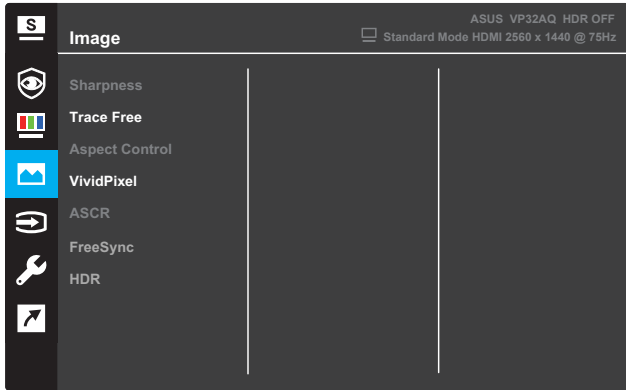 S
Image
ASUS VP32AQ HDR OFF
Standard Mode HDMI 2560 x 1440 @ 75Hz
Sharpness
Trace Free
Aspect Control
VividPixel
ASCR
FreeSync
HDR